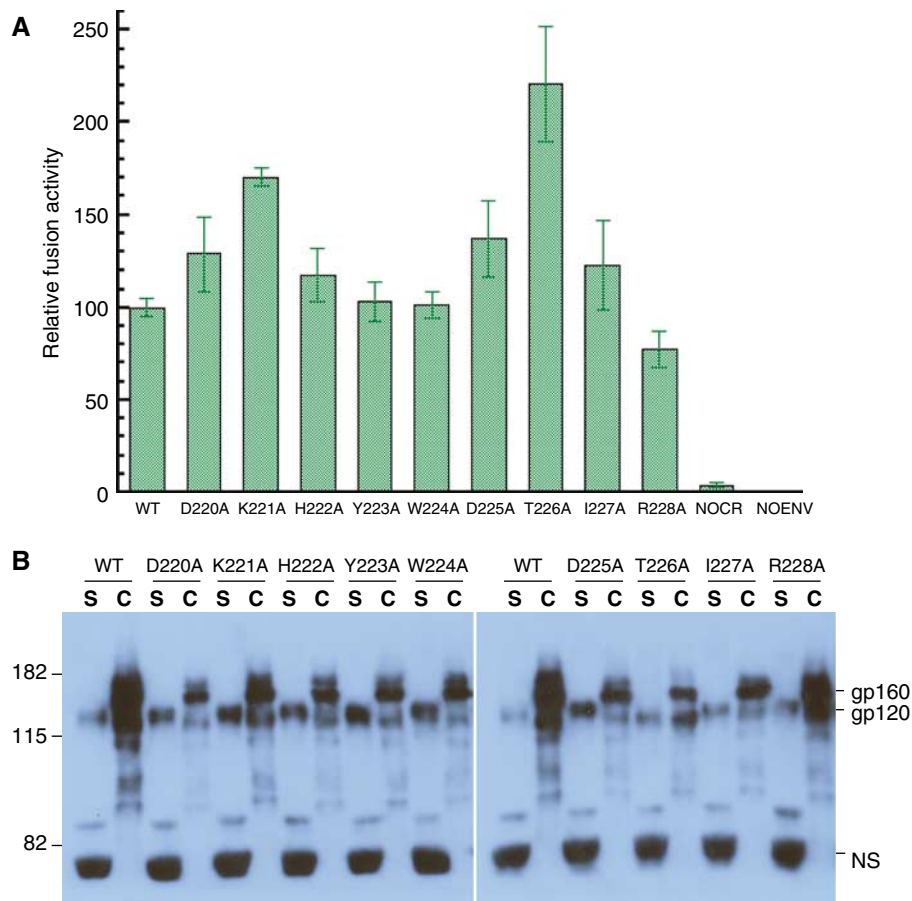 A
Relative fusion activity
250
200
150
100
50
0
WT D220A K221A H222A Y223A W224A D225A T226A I227A R228A NOCR NOENV
B
WT D220A K221A H222A Y223A W224A WT D225A T226A I227A R228A
S C S C S C S C S C S C S C S C S C S C S C
182
115
82
gp160
gp120
NS